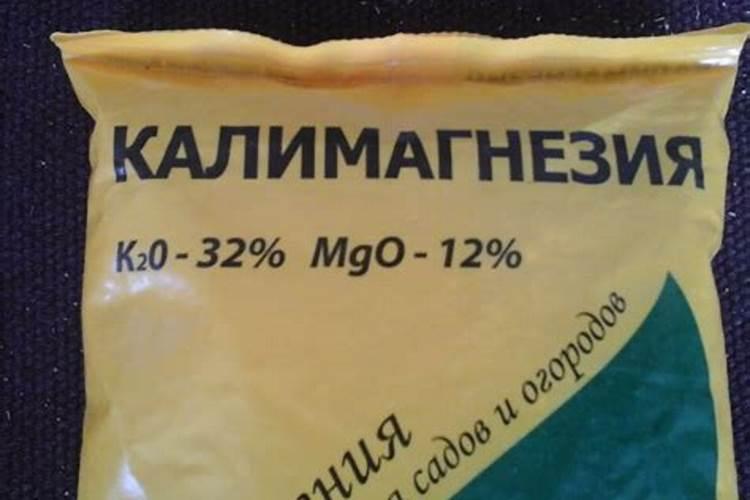 КАЛИМАГНЕЗИЯ
K₂O - 32% MgO - 12%
садов и огородов